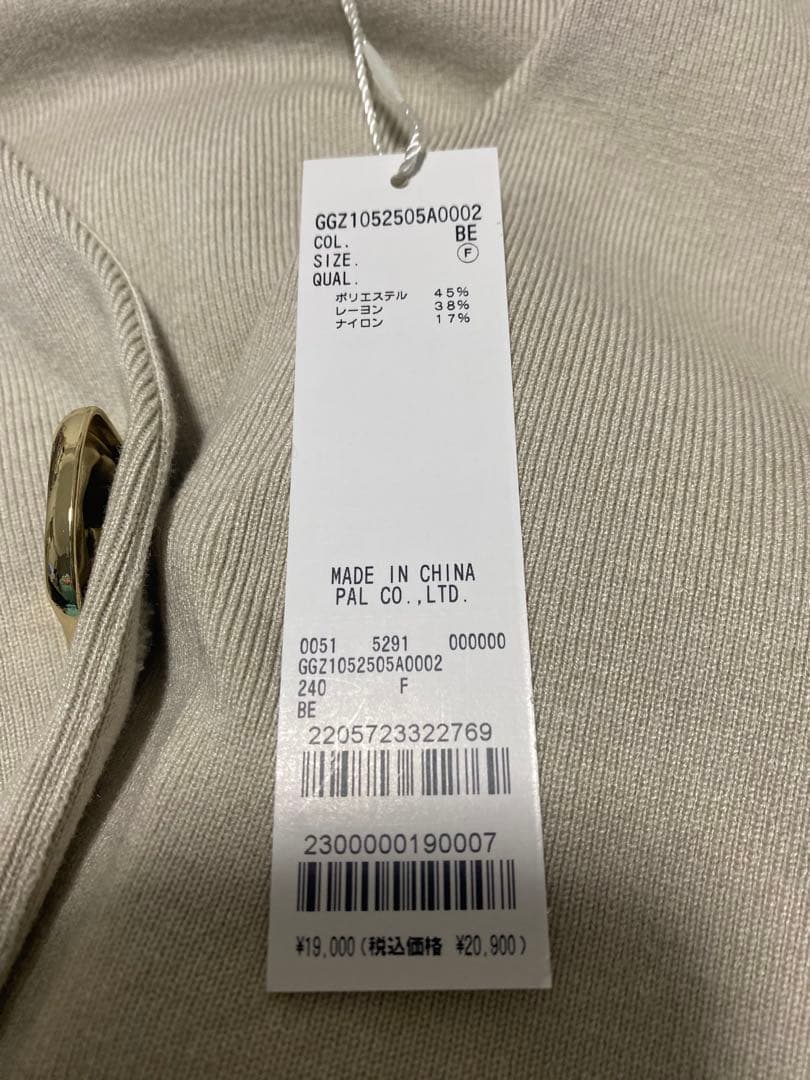 GGZ1052505A0002
COL. BE
SIZE. F
QUAL.
ポリエステル 45%
レーヨン 38%
ナイロン 17%
MADE IN CHINA
PAL CO.,LTD.
0051 5291 000000
GGZ1052505A0002
240 F
BE
2205723322769
2300000190007
¥19,000(税込価格 ¥20,900)